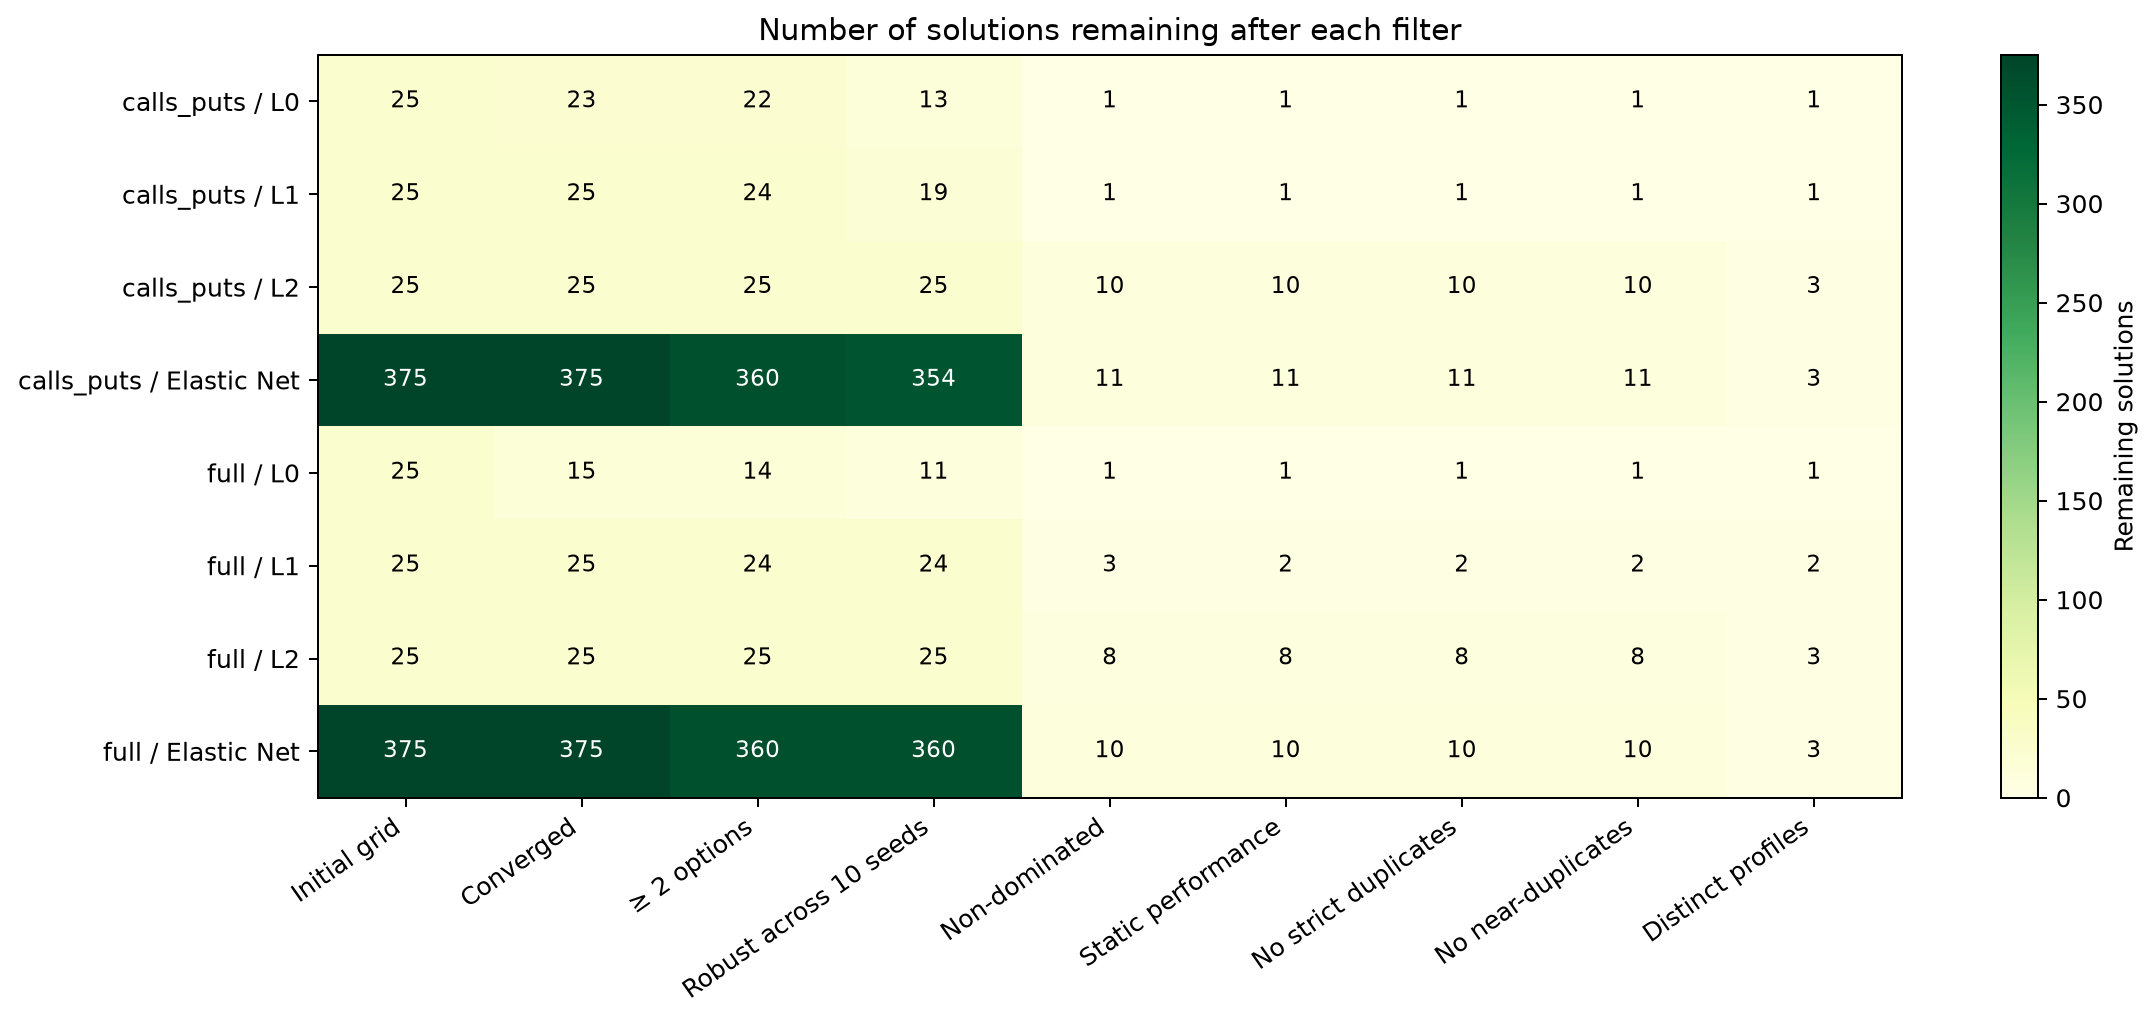 Number of solutions remaining after each filter
calls_puts / L0 25 23 22 13 1 1 1 1 1
calls_puts / L1 25 25 24 19 1 1 1 1 1
calls_puts / L2 25 25 25 25 10 10 10 10 3
calls_puts / Elastic Net 375 375 360 354 11 11 11 11 3
full / L0 25 15 14 11 1 1 1 1 1
full / L1 25 25 24 24 3 2 2 2 2
full / L2 25 25 25 25 8 8 8 8 3
full / Elastic Net 375 375 360 360 10 10 10 10 3
Initial grid
Converged
≥ 2 options
Robust across 10 seeds
Non-dominated
Static performance
No strict duplicates
No near-duplicates
Distinct profiles
350
300
250
200
150
100
50
0
Remaining solutions